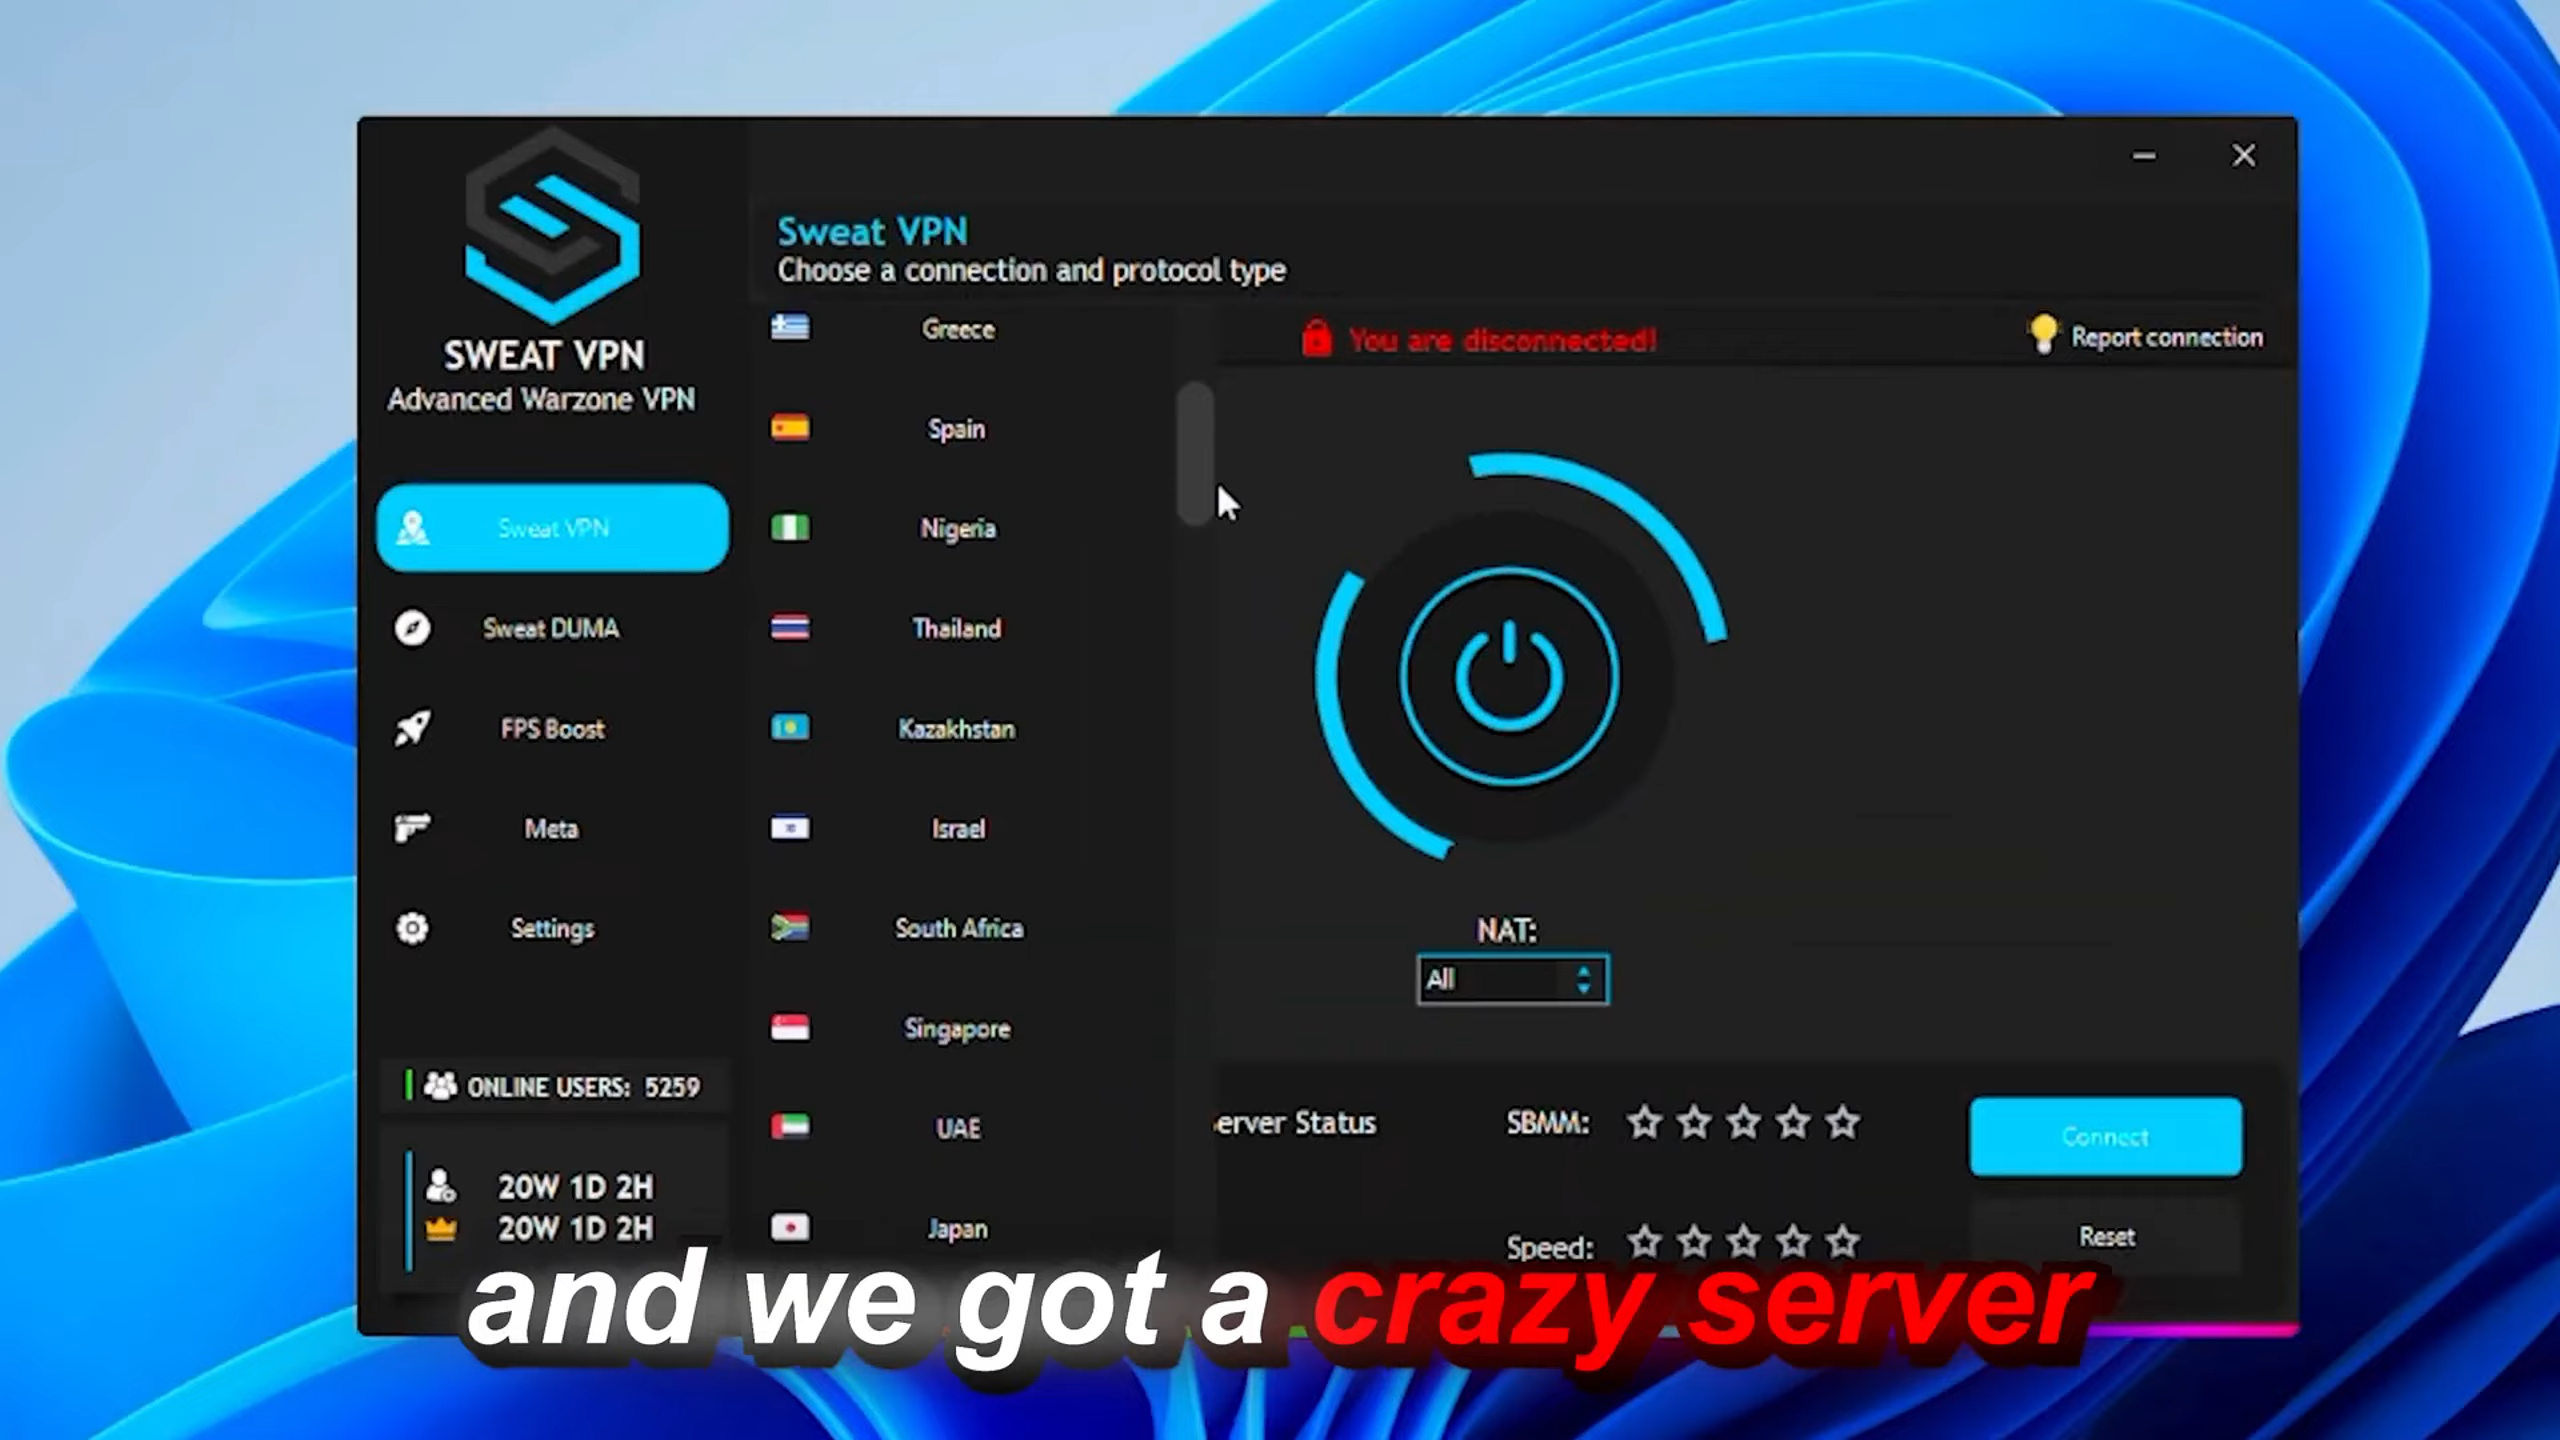 SWEAT VPN
Advanced Warzone VPN
Sweat VPN
Sweat DUMA
FPS Boost
Meta
Settings
ONLINE USERS: 5259
20W 1D 2H
20W 1D 2H
Sweat VPN
Choose a connection and protocol type
Greece
Spain
Nigeria
Thailand
Kazakhstan
Israel
South Africa
Singapore
UAE
Japan
You are disconnected!
Report connection
NAT:
All
erver Status
SBMM:
Speed:
Connect
Reset
and we got a crazy server